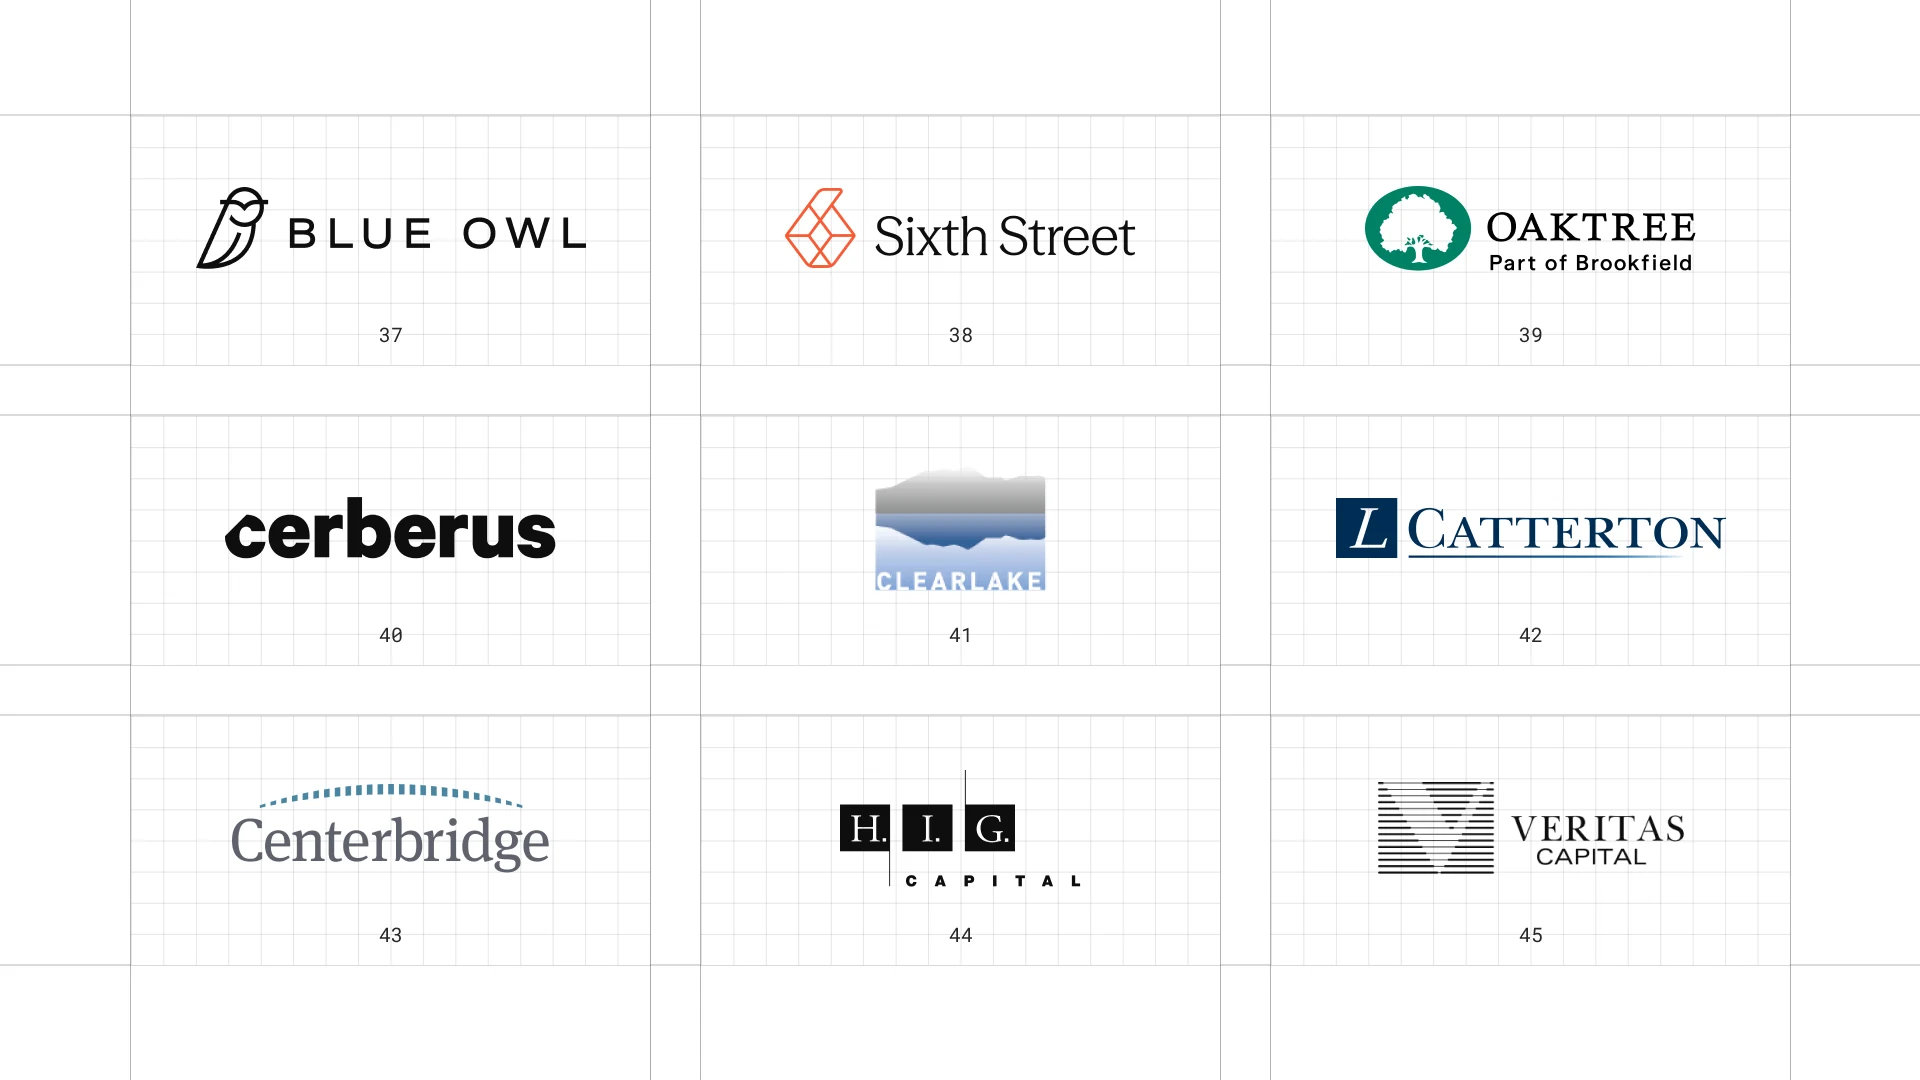 BLUE OWL
37
Sixth Street
38
OAKTREE
Part of Brookfield
39
cerberus
40
CLEARLAKE
41
L CATTERTON
42
Centerbridge
43
H. I. G.
CAPITAL
44
VERITAS
CAPITAL
45